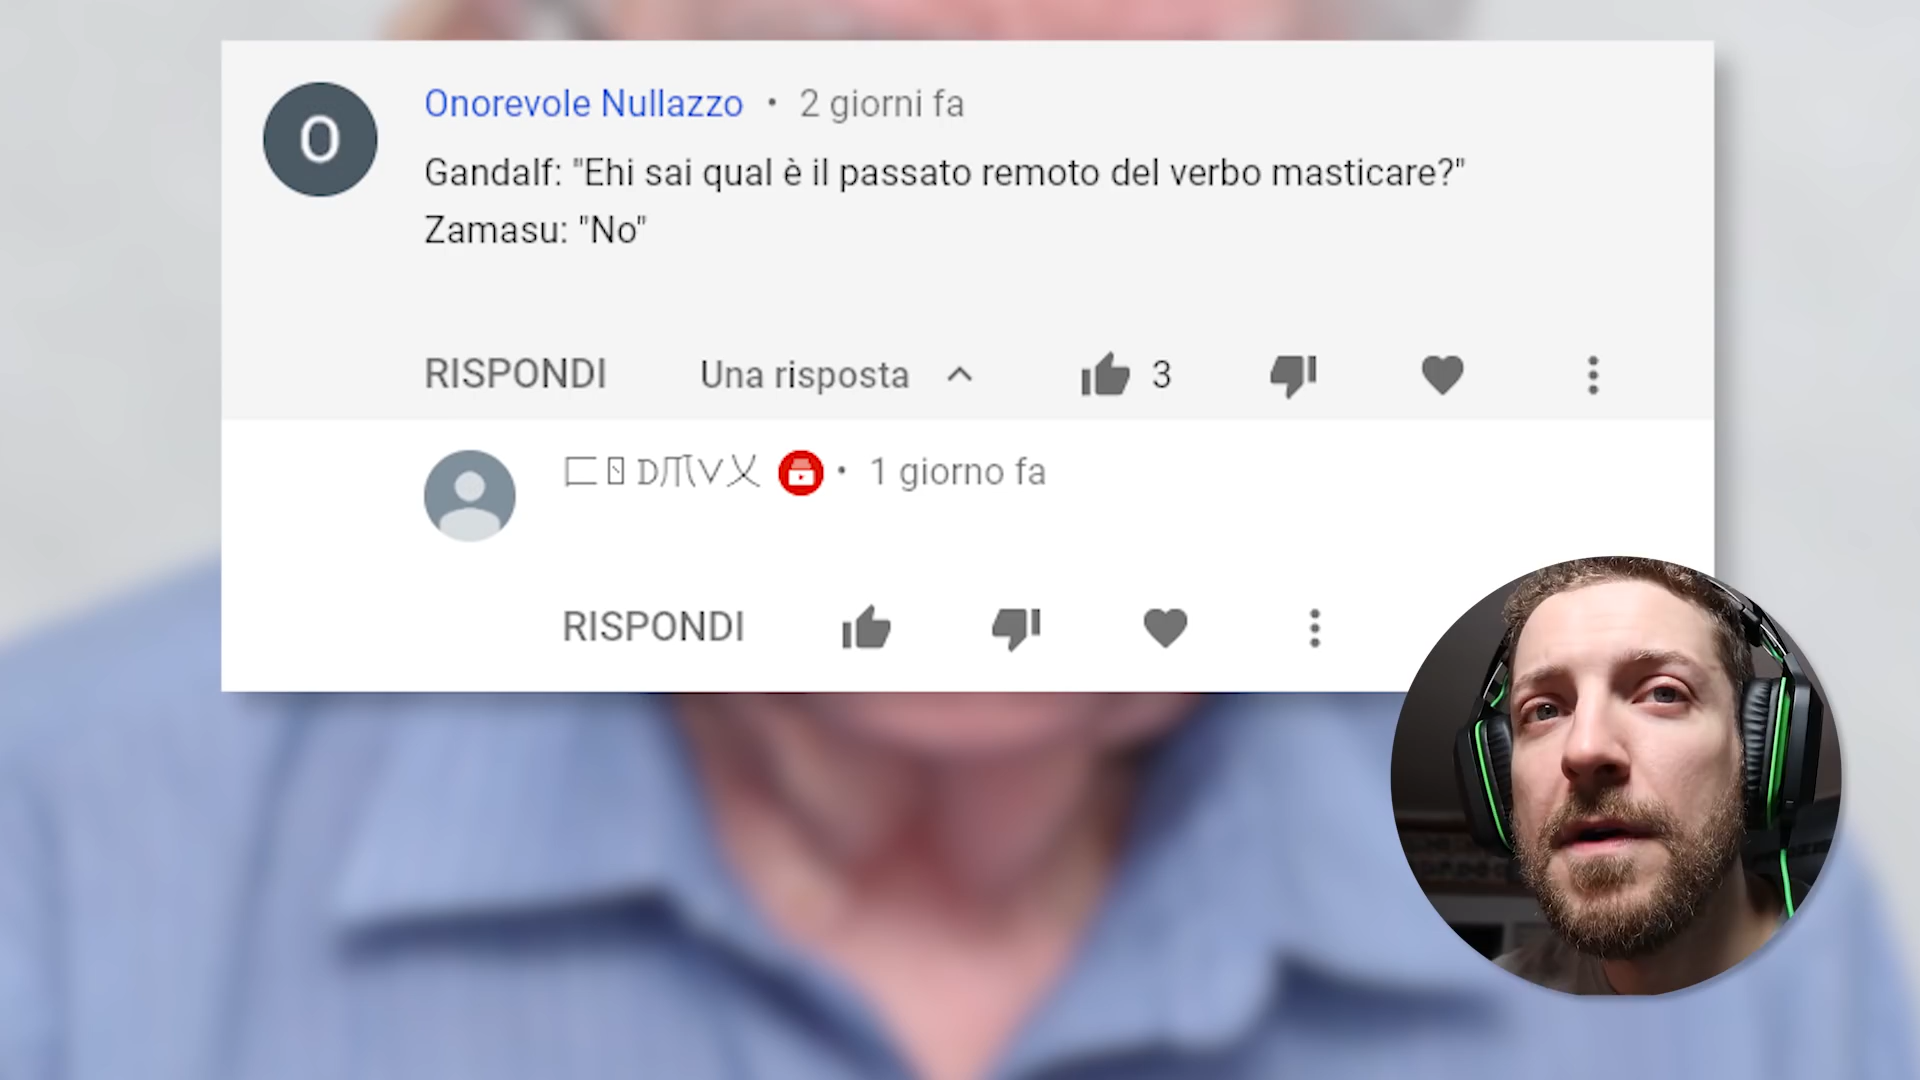 Onorevole Nullazzo • 2 giorni fa
Gandalf: "Ehi sai qual è il passato remoto del verbo masticare?"
Zamasu: "No"
RISPONDI Una risposta 3
• 1 giorno fa
RISPONDI